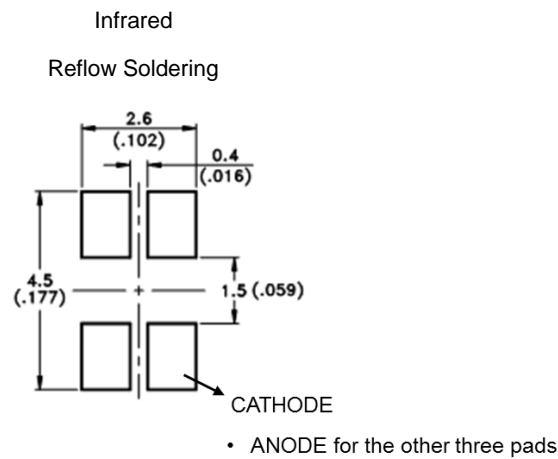 Infrared
Reflow Soldering
2.6
(.102)
0.4
(.016)
4.5
(.177)
1.5 (.059)
CATHODE
• ANODE for the other three pads